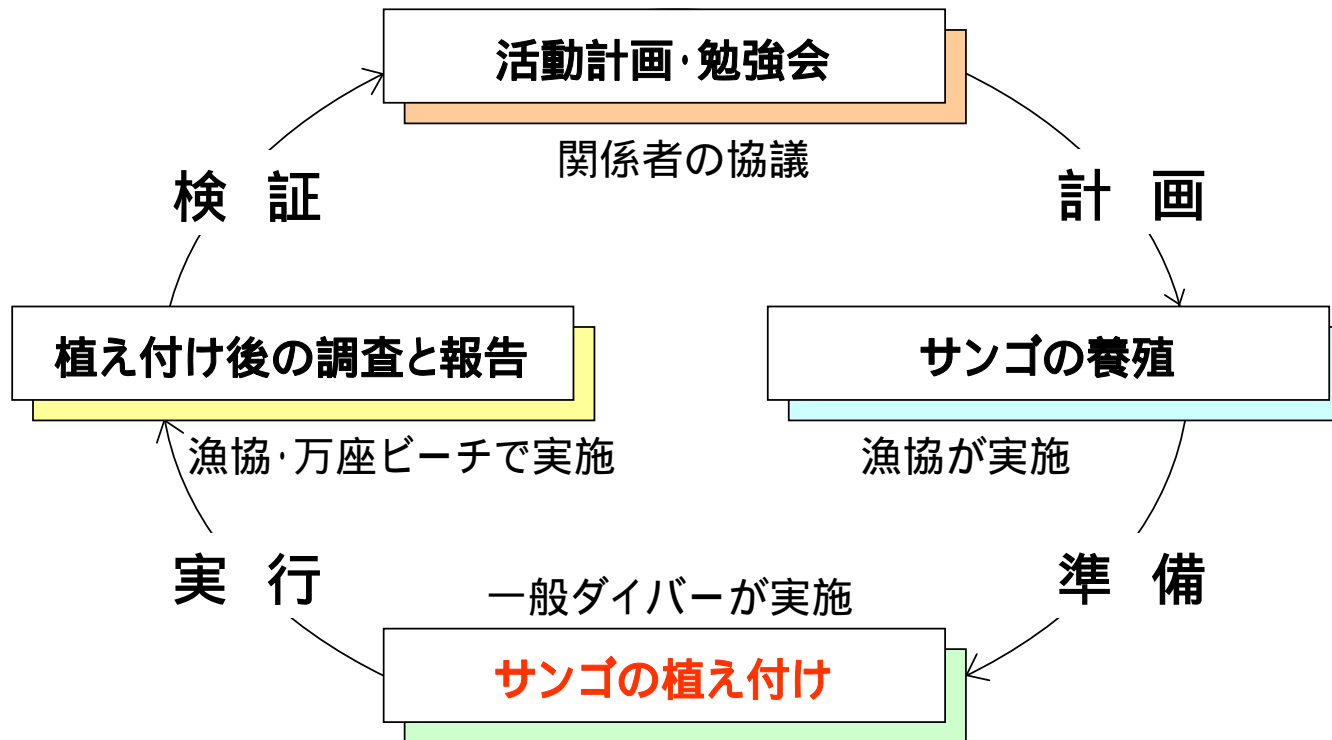 活動計画・勉強会
関係者の協議
検 証
計 画
植え付け後の調査と報告
サンゴの養殖
漁協・万座ビーチで実施
漁協が実施
実 行
準 備
一般ダイバーが実施
サンゴの植え付け